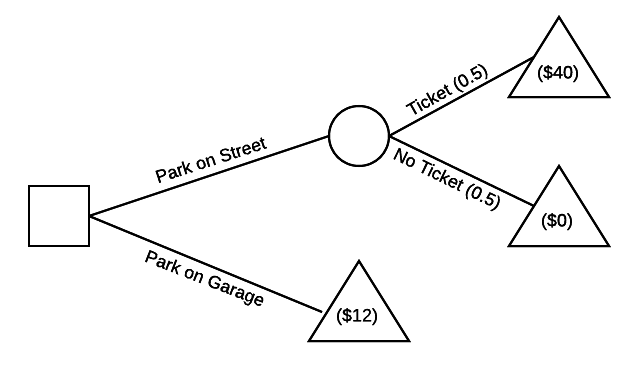 Ticket (0.5)
($40)
Park on Street
No Ticket (0.5)
($0)
Park on Garage
($12)